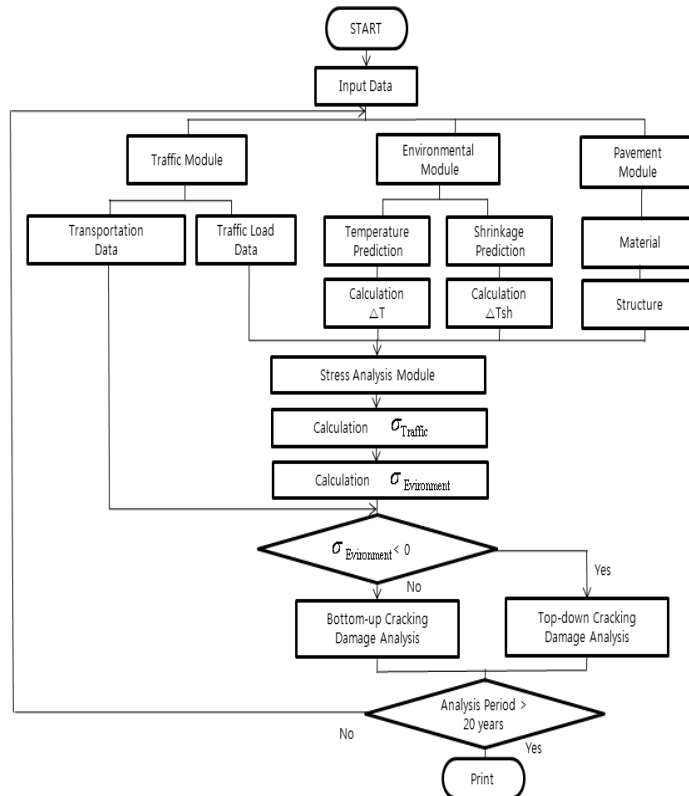 START
Input Data
Traffic Module
Environmental
Module
Pavement
Module
Transportation
Data
Traffic Load
Data
Temperature
Prediction
Shrinkage
Prediction
Material
Calculation
△T
Calculation
△Tsh
Structure
Stress Analysis Module
Calculation σTraffic
Calculation σEvironment
σEvironment < 0
No
Yes
Bottom-up Cracking
Damage Analysis
Top-down Cracking
Damage Analysis
Analysis Period >
20 years
No
Yes
Print